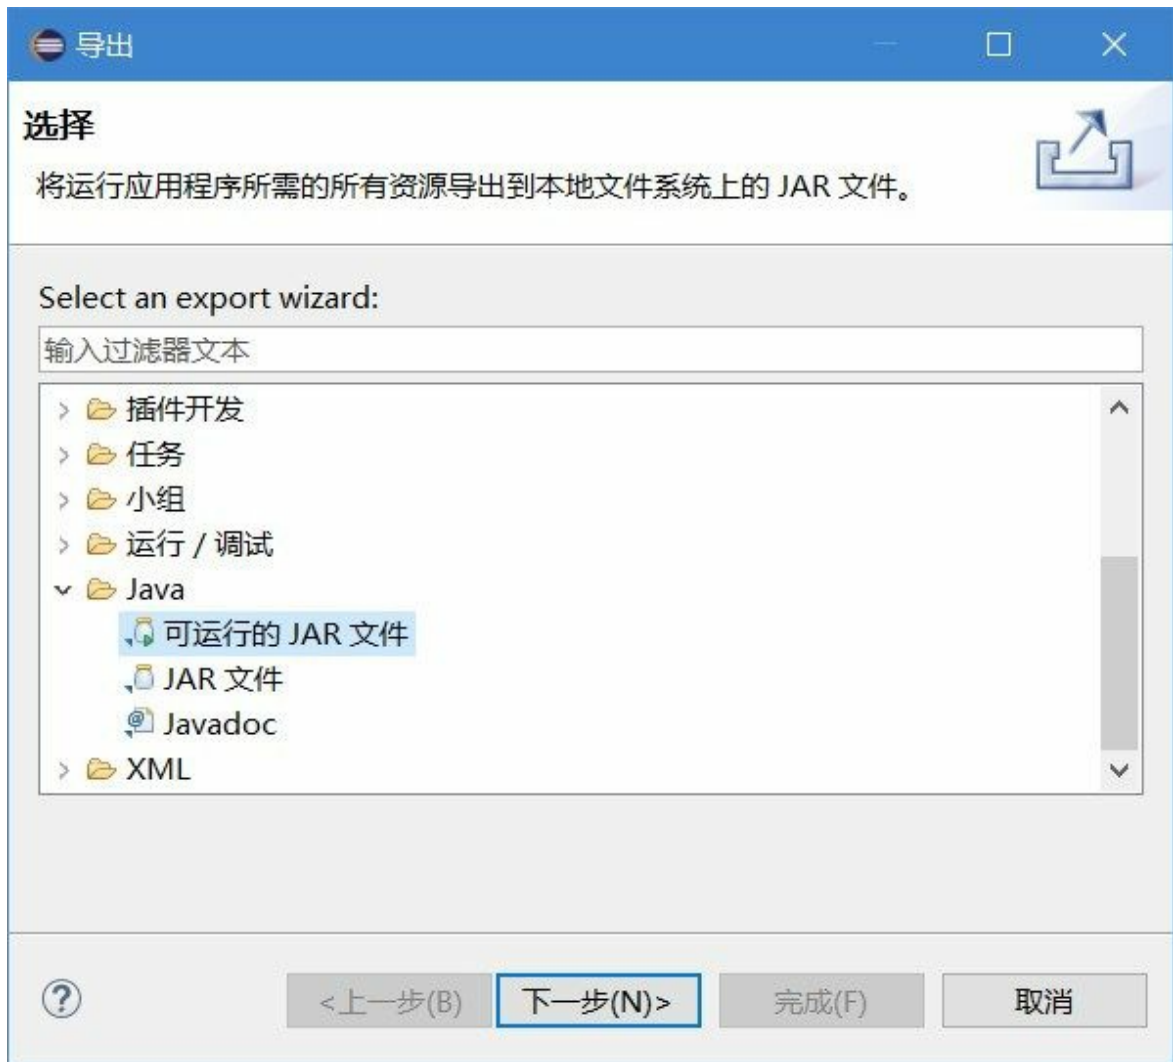 导出
选择
将运行应用程序所需的所有资源导出到本地文件系统上的 JAR 文件。
Select an export wizard:
输入过滤器文本
插件开发
任务
小组
运行 / 调试
Java
可运行的 JAR 文件
JAR 文件
Javadoc
XML
<上一步(B)
下一步(N)>
完成(F)
取消